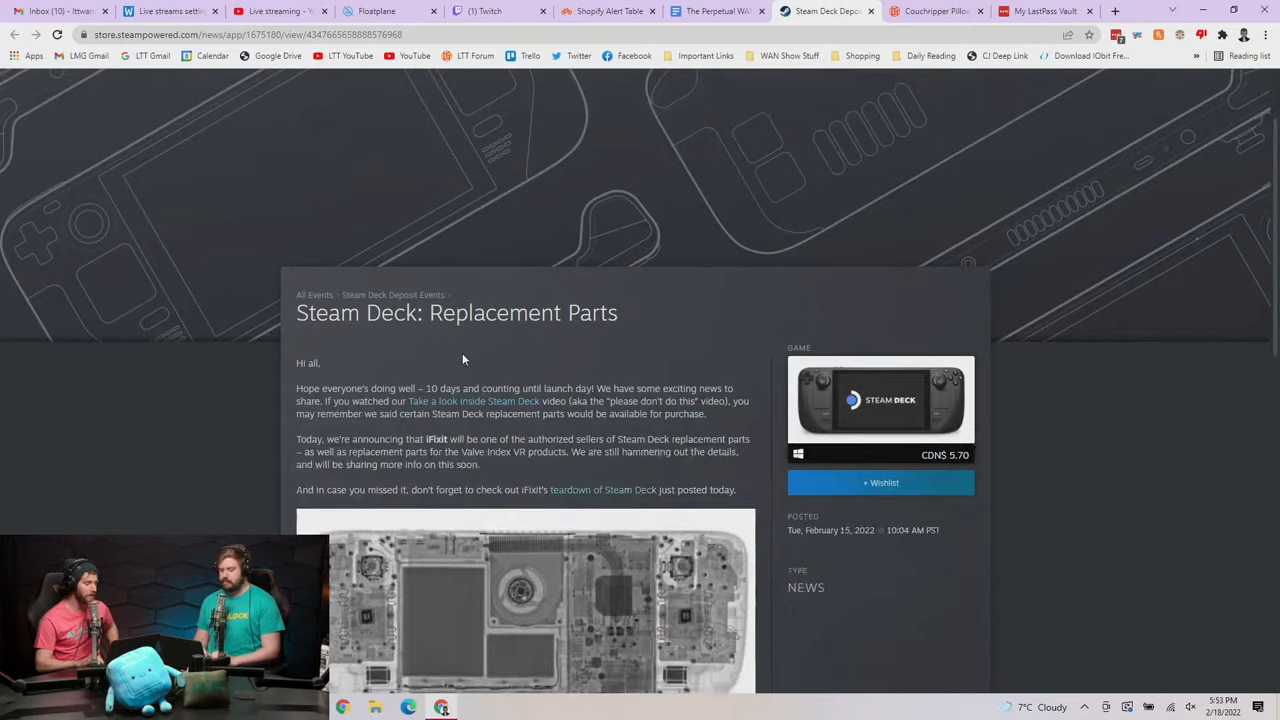 Inbox (1) - lttwan
Streams setting
Live streaming - Yo
Streaming - Y
Floatplane
(1) Twitch
Shopify Alert Table
The Perpetual WA
Steam Deck Depo
Couchripper Pillow
My LastPass Vault
store.steampowered.com/news/app/1675180/view/4347665658888576968
Apps
LMG Gmail
LTT Gmail
Calendar
Google Drive
LTT YouTube
YouTube
LTT Forum
Trello
Twitter
Facebook
Important Links
WAN Show Stuff
Shopping
Daily Reading
CJ Deep Link
Download IObit Fre...
»
Reading list
All Events > Steam Deck Deposit Events >
Steam Deck: Replacement Parts
Hi all,
Hope everyone's doing well – 10 days and counting until launch day! We have some exciting news to
share. If you watched our Take a look inside Steam Deck video (aka the "please don't do this" video), you
may remember we said certain Steam Deck replacement parts would be available for purchase.
Today, we're announcing that iFixit will be one of the authorized sellers of Steam Deck replacement parts
– as well as replacement parts for the Valve Index VR products. We are still hammering out the details,
and will be sharing more info on this soon.
And in case you missed it, don't forget to check out iFixit's teardown of Steam Deck just posted today.
GAME
STEAM DECK
CDN$ 5.70
+ Wishlist
POSTED
Tue, February 15, 2022 @ 10:04 AM PST
TYPE
NEWS
7°C Cloudy
5:53 PM
2/18/2022